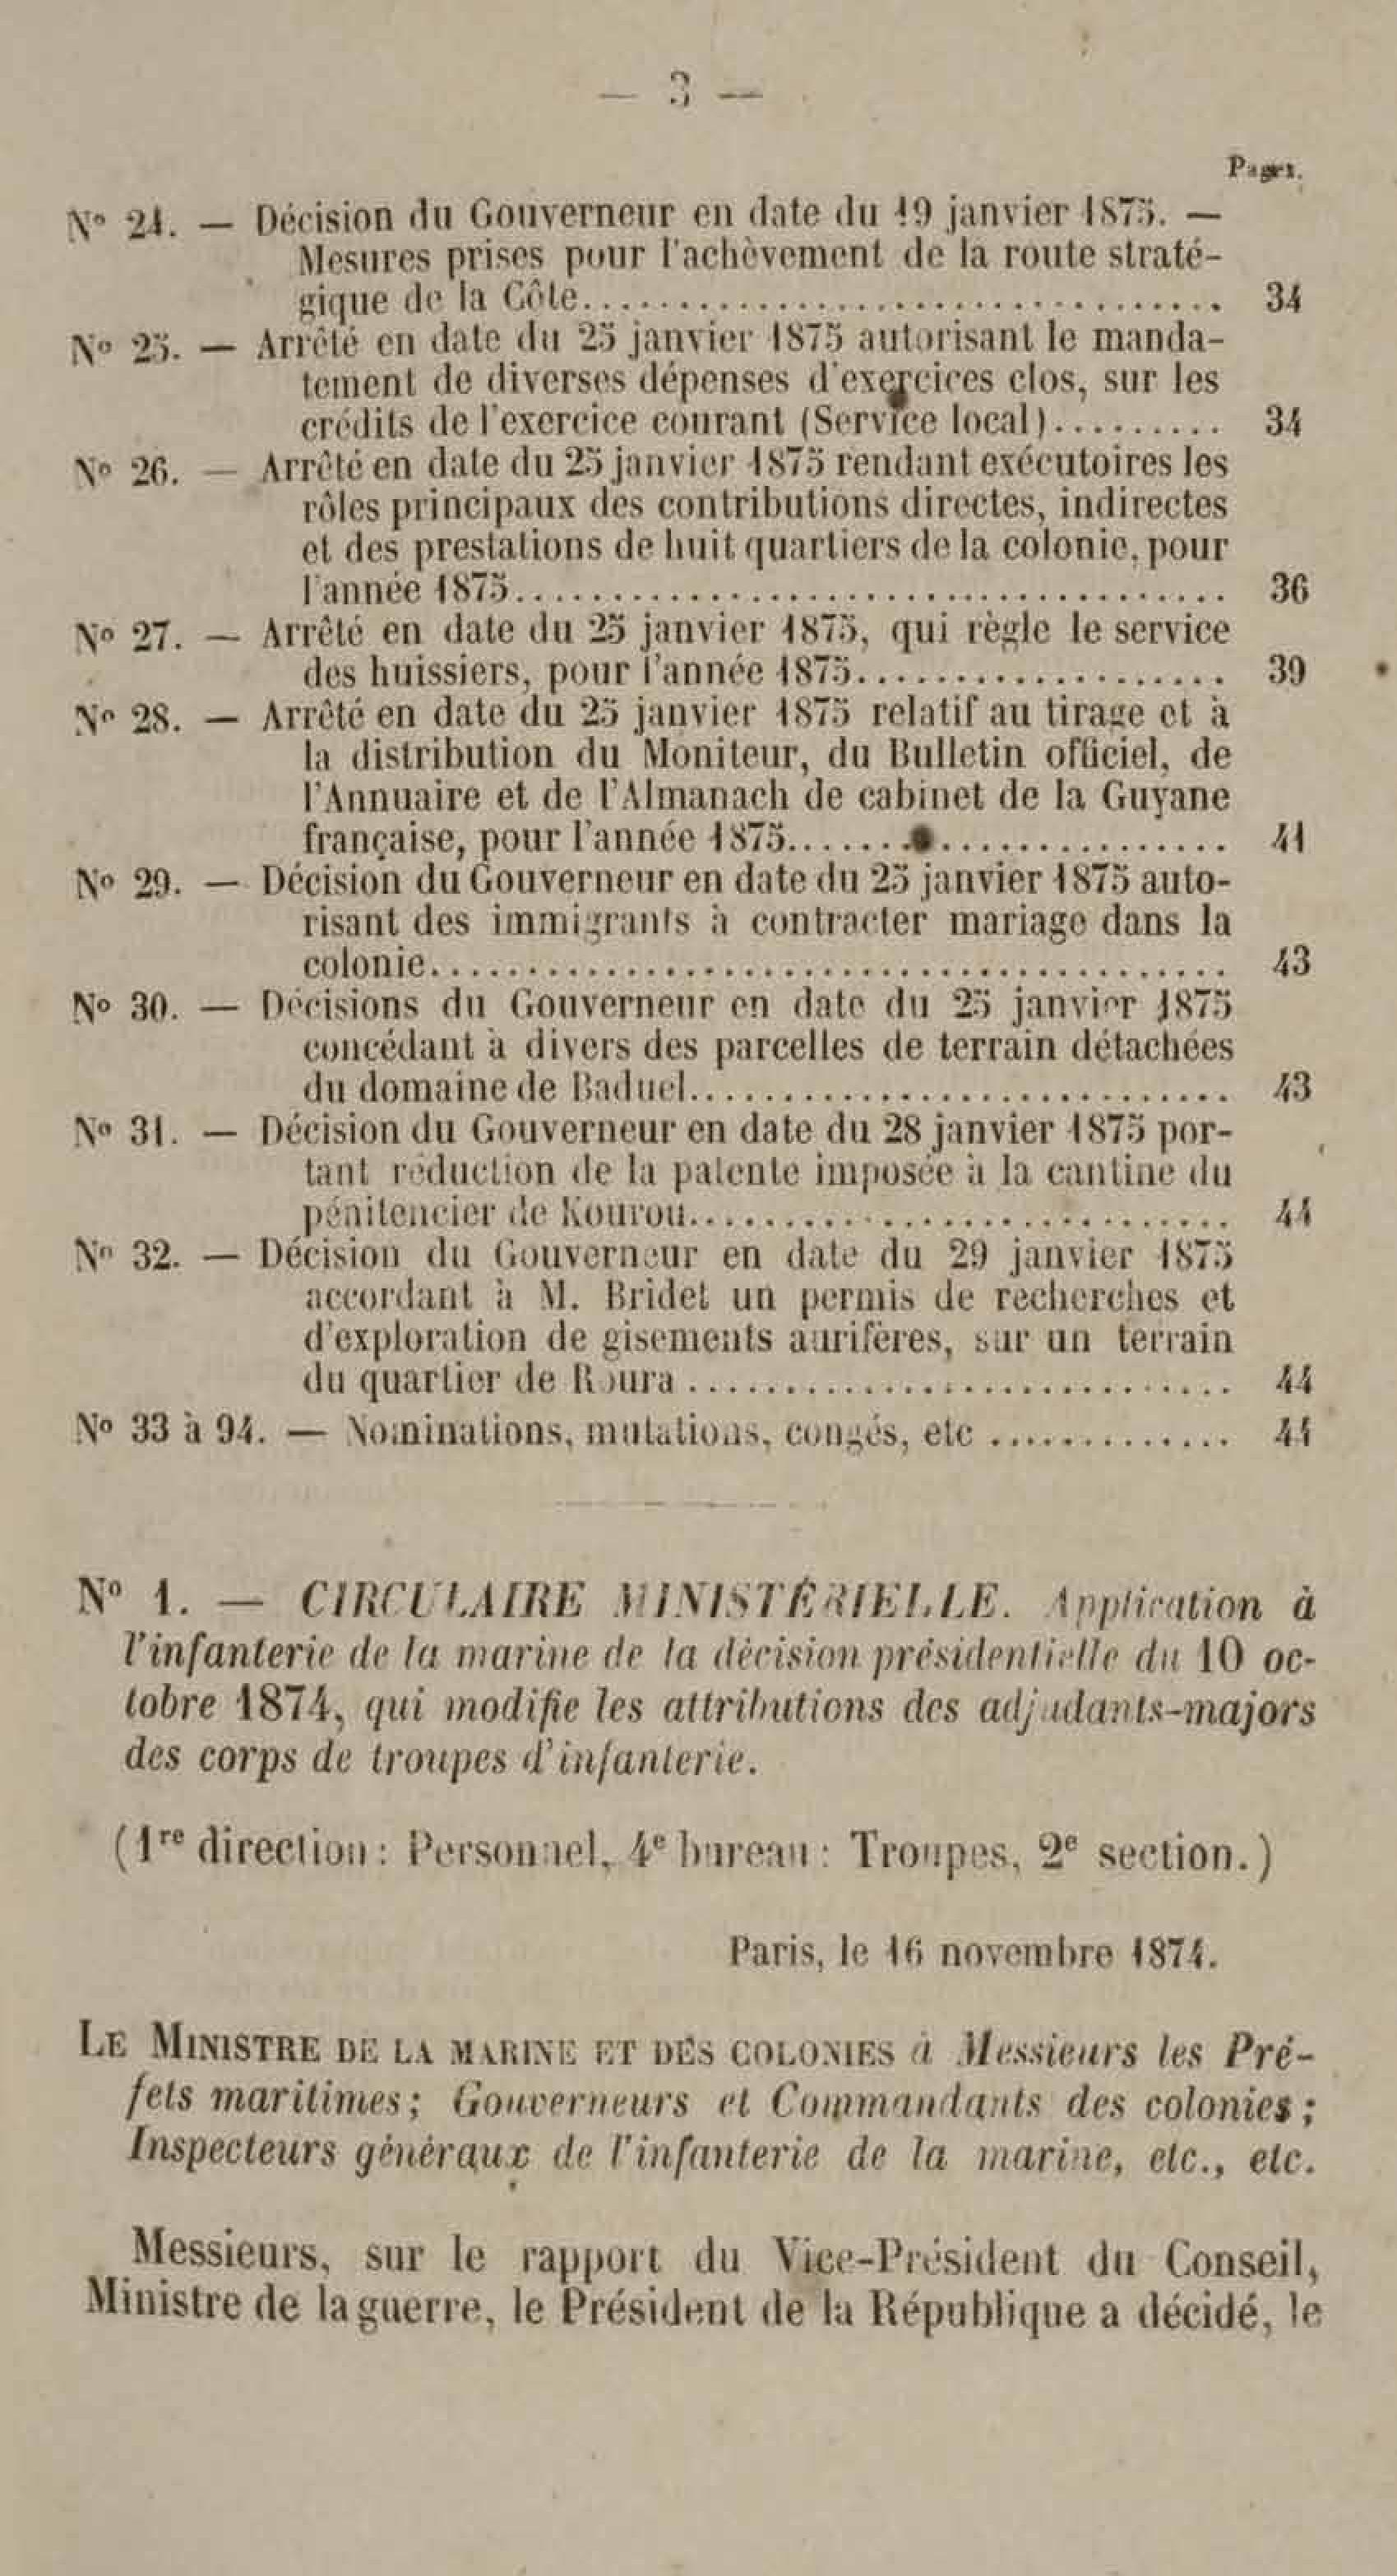 — 3 —
Pages.
Nº 24. — Décision du Gouverneur en date du 19 janvier 1875. —
Mesures prises pour l'achèvement de la route straté-
gique de la Côte.................................. 34
Nº 25. — Arrêté en date du 25 janvier 1875 autorisant le manda-
tement de diverses dépenses d'exercices clos, sur les
crédits de l'exercice courant (Service local)......... 34
Nº 26. — Arrêté en date du 25 janvier 1875 rendant exécutoires les
rôles principaux des contributions directes, indirectes
et des prestations de huit quartiers de la colonie, pour
l'année 1875...................................... 36
Nº 27. — Arrêté en date du 25 janvier 1875, qui règle le service
des huissiers, pour l'année 1875.................... 39
Nº 28. — Arrêté en date du 25 janvier 1875 relatif au tirage et à
la distribution du Moniteur, du Bulletin officiel, de
l'Annuaire et de l'Almanach de cabinet de la Guyane
française, pour l'année 1875....................... 41
Nº 29. — Décision du Gouverneur en date du 25 janvier 1875 auto-
risant des immigrants à contracter mariage dans la
colonie.......................................... 43
Nº 30. — Décisions du Gouverneur en date du 25 janvier 1875
concédant à divers des parcelles de terrain détachées
du domaine de Baduel............................. 43
Nº 31. — Décision du Gouverneur en date du 28 janvier 1875 por-
tant réduction de la patente imposée à la cantine du
pénitencier de Kourou............................. 44
Nº 32. — Décision du Gouverneur en date du 29 janvier 1875
accordant à M. Bridet un permis de recherches et
d'exploration de gisements aurifères, sur un terrain
du quartier de Roura ............................. 44
Nº 33 à 94. — Nominations, mutations, congés, etc ............. 44
Nº 1. — CIRCULAIRE MINISTÉRIELLE. Application à
l'infanterie de la marine de la décision présidentielle du 10 oc-
tobre 1874, qui modifie les attributions des adjudants-majors
des corps de troupes d'infanterie.
(1re direction : Personnel, 4e bureau : Troupes, 2e section.)
Paris, le 16 novembre 1874.
LE MINISTRE DE LA MARINE ET DES COLONIES à Messieurs les Pré-
fets maritimes ; Gouverneurs et Commandants des colonies ;
Inspecteurs généraux de l'infanterie de la marine, etc., etc.
Messieurs, sur le rapport du Vice-Président du Conseil,
Ministre de la guerre, le Président de la République a décidé, le